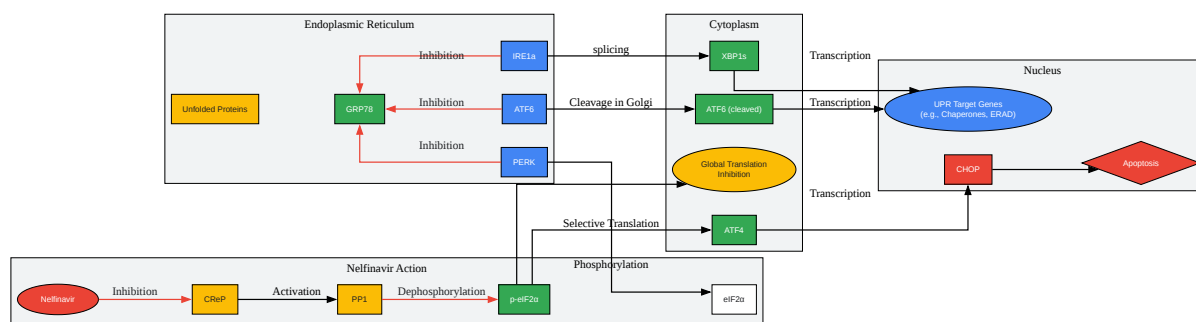 Endoplasmic Reticulum
Cytoplasm
Inhibition
IRE1a
splicing
XBP1s
Transcription
Nucleus
Unfolded Proteins
GRP78
Inhibition
ATF6
Cleavage in Golgi
ATF6 (cleaved)
Transcription
UPR Target Genes
(e.g., Chaperones, ERAD)
Inhibition
PERK
Global Translation
Inhibition
CHOP
Apoptosis
Transcription
Selective Translation
ATF4
Nelfinavir Action
Phosphorylation
Nelfinavir
Inhibition
CReP
Activation
PP1
Dephosphorylation
p-eIF2α
eIF2α